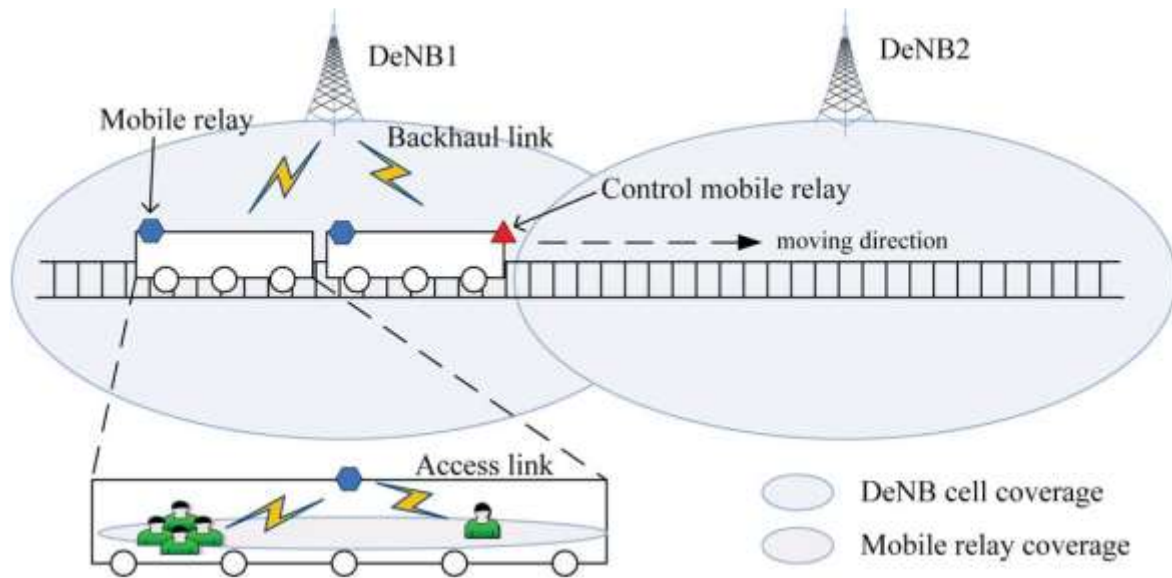 DeNB1
DeNB2
Mobile relay
Backhaul link
Control mobile relay
moving direction
Access link
DeNB cell coverage
Mobile relay coverage